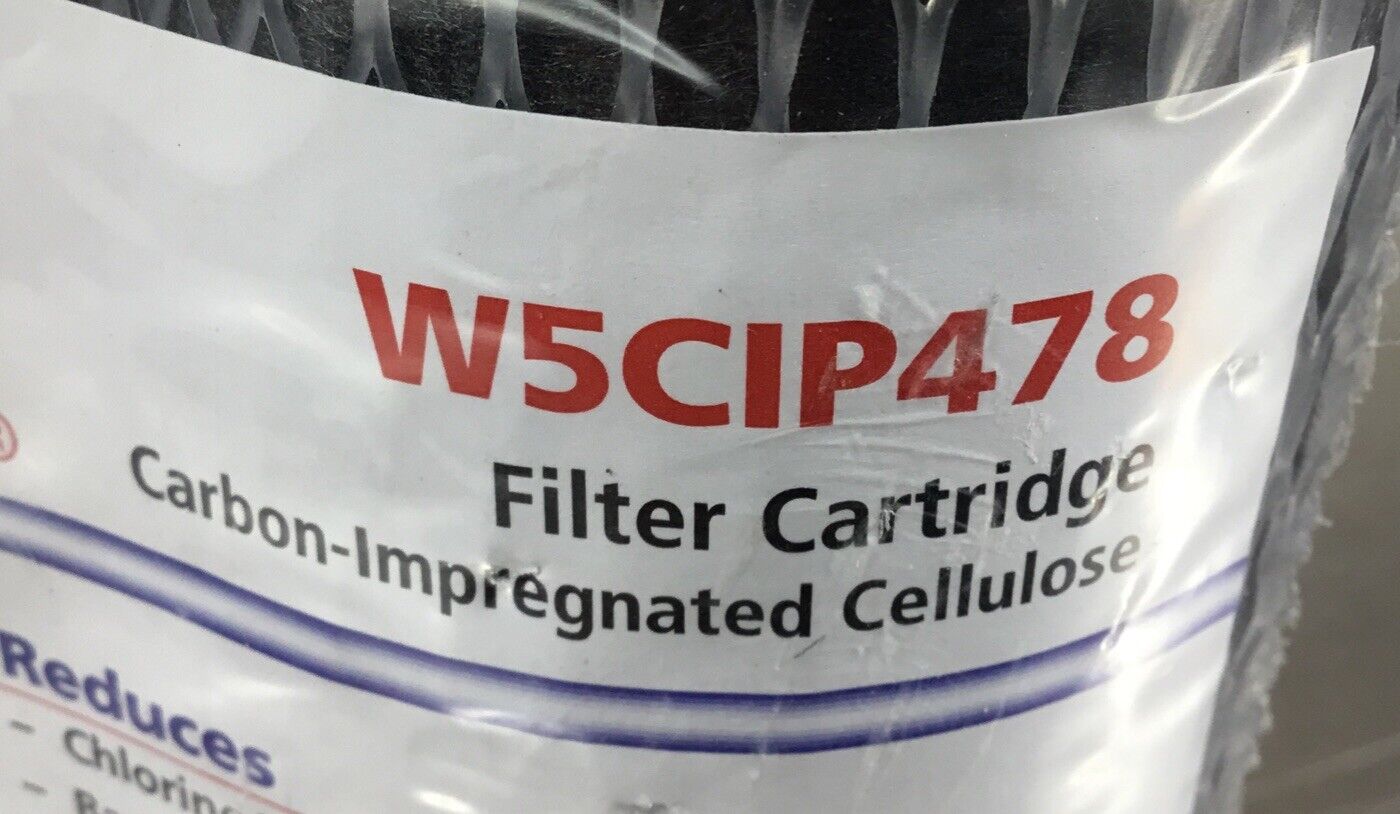 W5CIP478
Filter Cartridge
®
Carbon-Impregnated Cellulose
Reduces
-